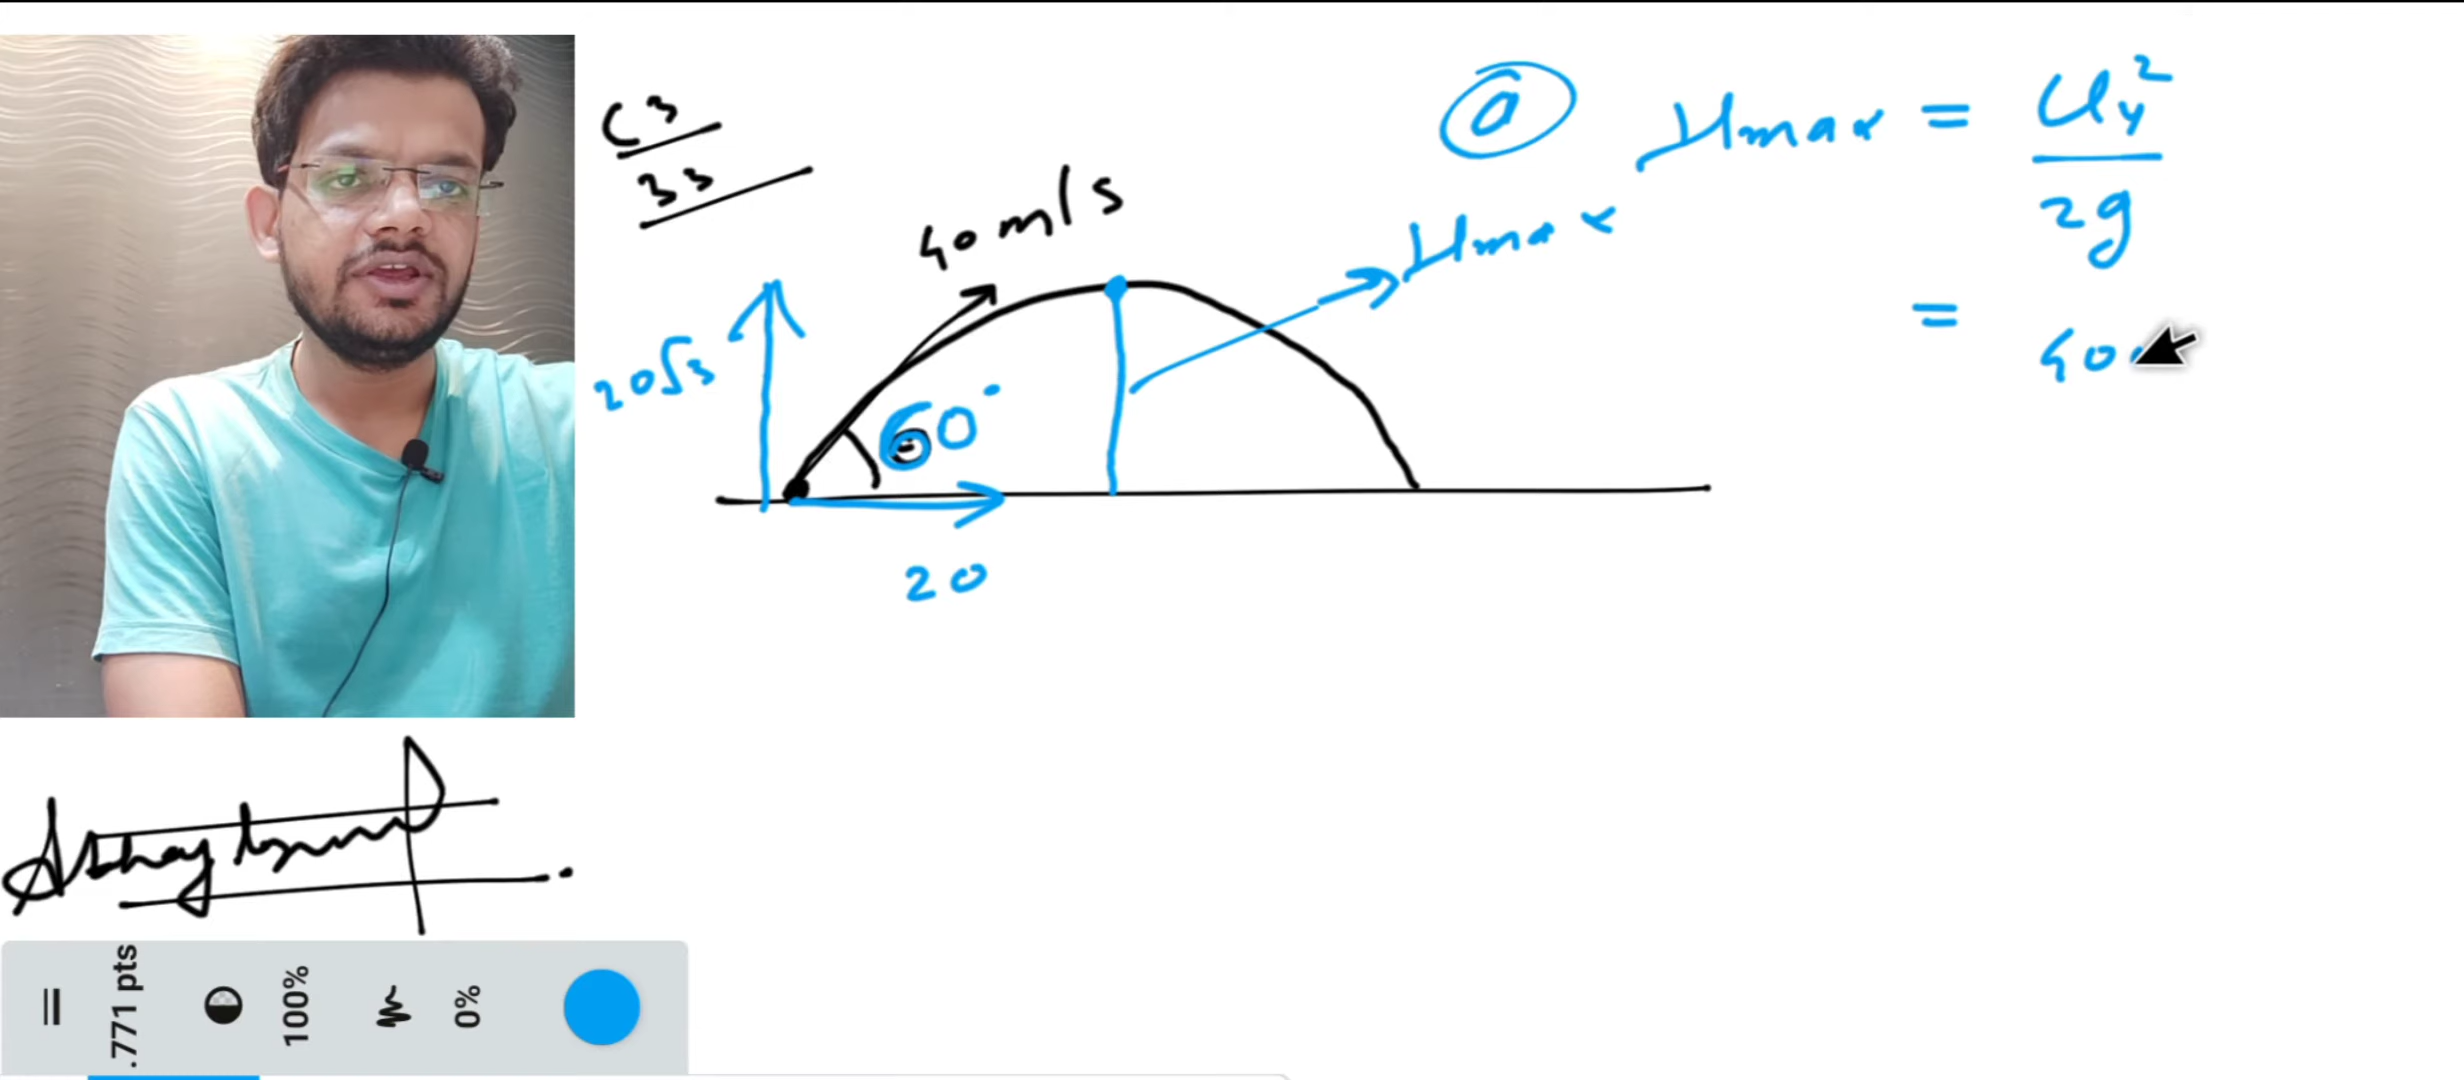 C3
33
40 m/s
20√3
60°
20
Hmax
ⓐ Hmax = uy²
2g
= 40
.771 pts
100%
0%